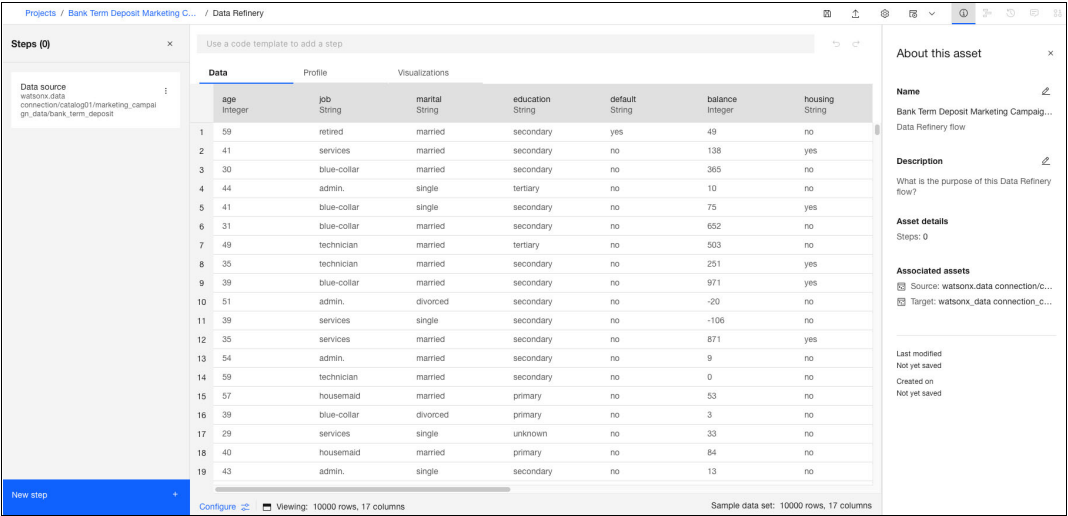 Projects / Bank Term Deposit Marketing C... / Data Refinery
Steps (0) ×
Data source
watsonx.data
connection/catalog01/marketing_campai
gn_data/bank_term_deposit
New step +
Use a code template to add a step
Data Profile Visualizations
age job marital education default balance housing
Integer String String String String Integer String
1 59 retired married secondary yes 49 no
2 41 services married secondary no 138 yes
3 30 blue-collar married secondary no 365 no
4 44 admin. single tertiary no 10 no
5 41 blue-collar single secondary no 75 yes
6 31 blue-collar married secondary no 652 no
7 49 technician married tertiary no 503 no
8 35 technician married secondary no 251 yes
9 39 blue-collar married secondary no 971 yes
10 51 admin. divorced secondary no -20 no
11 39 services single secondary no -106 no
12 35 services married secondary no 871 yes
13 54 admin. married secondary no 9 no
14 59 technician married secondary no 0 no
15 57 housemaid married primary no 53 no
16 39 blue-collar divorced primary no 3 no
17 29 services single unknown no 33 no
18 40 housemaid married primary no 84 no
19 43 admin. single secondary no 13 no
Configure Viewing: 10000 rows, 17 columns Sample data set: 10000 rows, 17 columns
About this asset ×
Name
Bank Term Deposit Marketing Campaig...
Data Refinery flow
Description
What is the purpose of this Data Refinery
flow?
Asset details
Steps: 0
Associated assets
Source: watsonx.data connection/c...
Target: watsonx_data connection_c...
Last modified
Not yet saved
Created on
Not yet saved